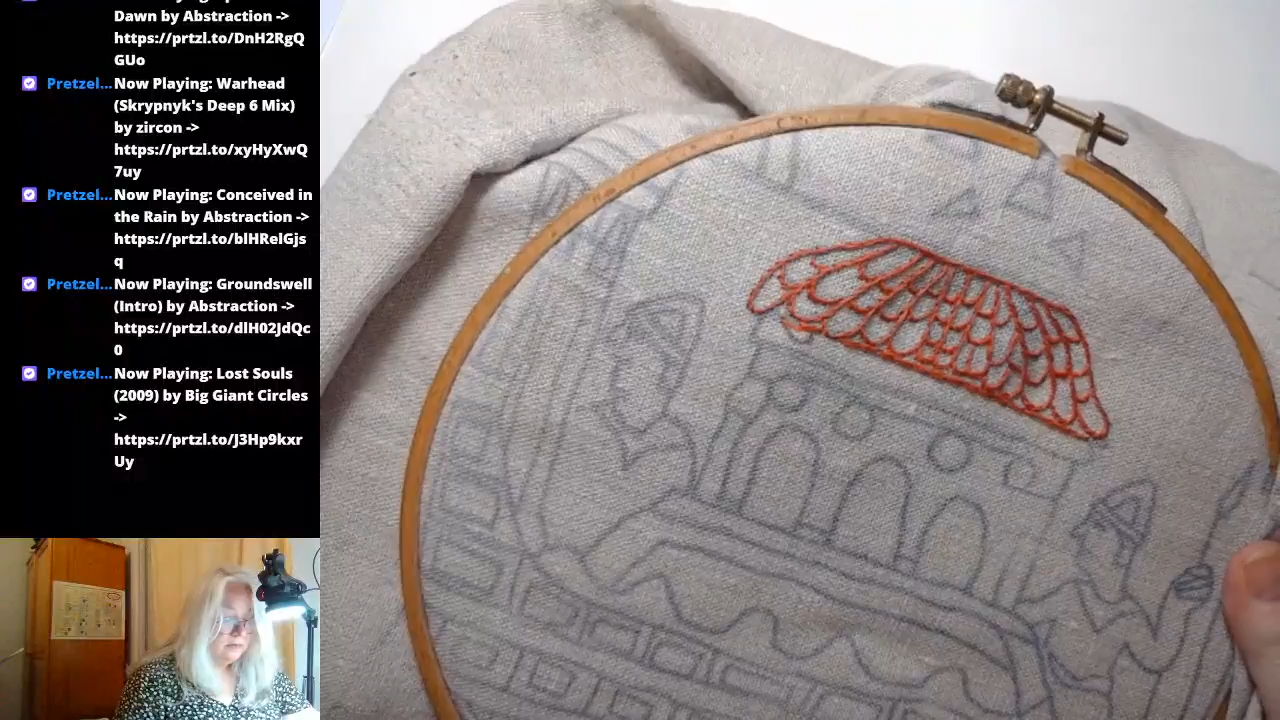 Dawn by Abstraction ->
https://prtzl.to/DnH2RgQ
GUo
Pretzel... Now Playing: Warhead
(Skrypnyk's Deep 6 Mix)
by zircon ->
https://prtzl.to/xyHyXwQ
7uy
Pretzel... Now Playing: Conceived in
the Rain by Abstraction ->
https://prtzl.to/blHRelGjs
q
Pretzel... Now Playing: Groundswell
(Intro) by Abstraction ->
https://prtzl.to/dlH02JdQc
0
Pretzel... Now Playing: Lost Souls
(2009) by Big Giant Circles
->
https://prtzl.to/J3Hp9kxr
Uy